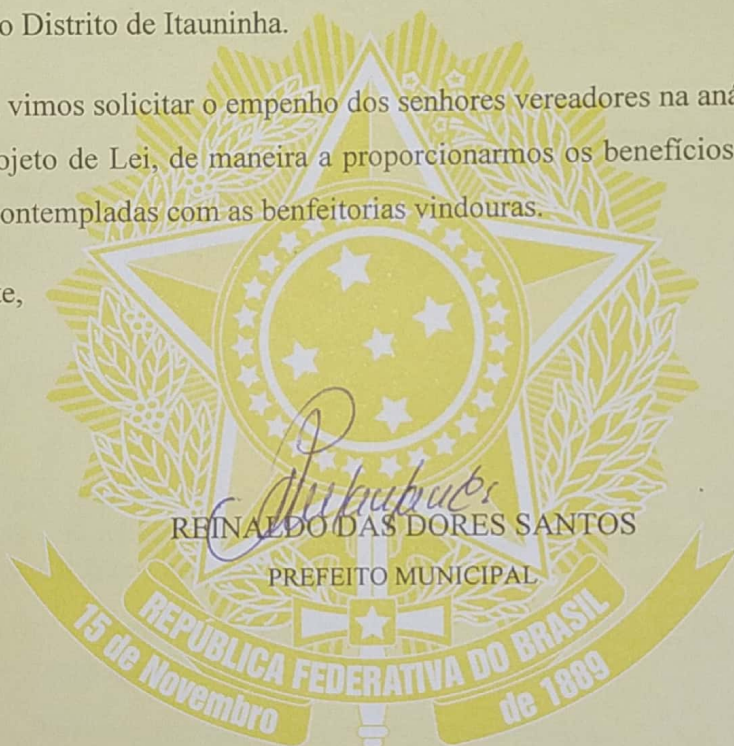 o Distrito de Itauninha.
vimos solicitar o empenho dos senhores vereadores na aná
ojeto de Lei, de maneira a proporcionarmos os benefícios
ontempladas com as benfeitorias vindouras.
e,
REINALDO DAS DORES SANTOS
PREFEITO MUNICIPAL
REPÚBLICA FEDERATIVA DO BRASIL
15 de Novembro
de 1889